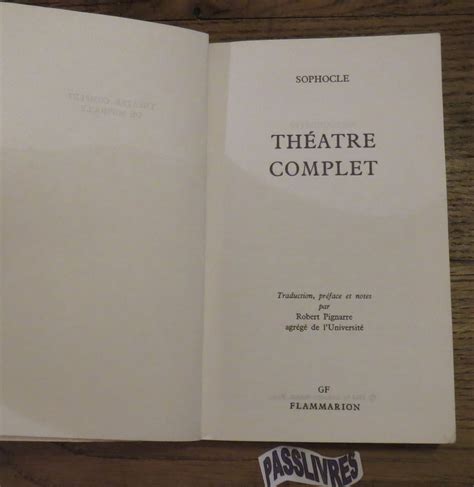 SOPHOCLE
THÉATRE
COMPLET
Traduction, préface et notes
par
Robert Pignarre
agrégé de l'Université
GF
FLAMMARION
PASSLIVRES